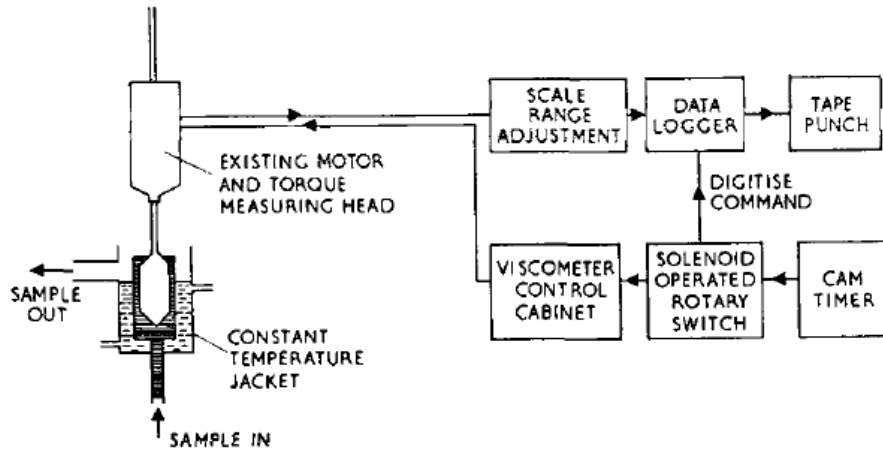 SCALE
RANGE
ADJUSTMENT
DATA
LOGGER
TAPE
PUNCH
EXISTING MOTOR
AND TORQUE
MEASURING HEAD
DIGITISE
COMMAND
SAMPLE
OUT
VISCOMETER
CONTROL
CABINET
SOLENOID
OPERATED
ROTARY
SWITCH
CAM
TIMER
CONSTANT
TEMPERATURE
JACKET
SAMPLE IN